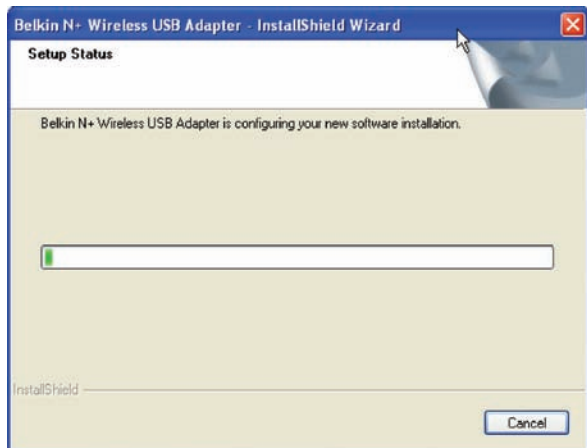 Belkin N+ Wireless USB Adapter - InstallShield Wizard
Setup Status
Belkin N+ Wireless USB Adapter is configuring your new software installation.
InstallShield
Cancel